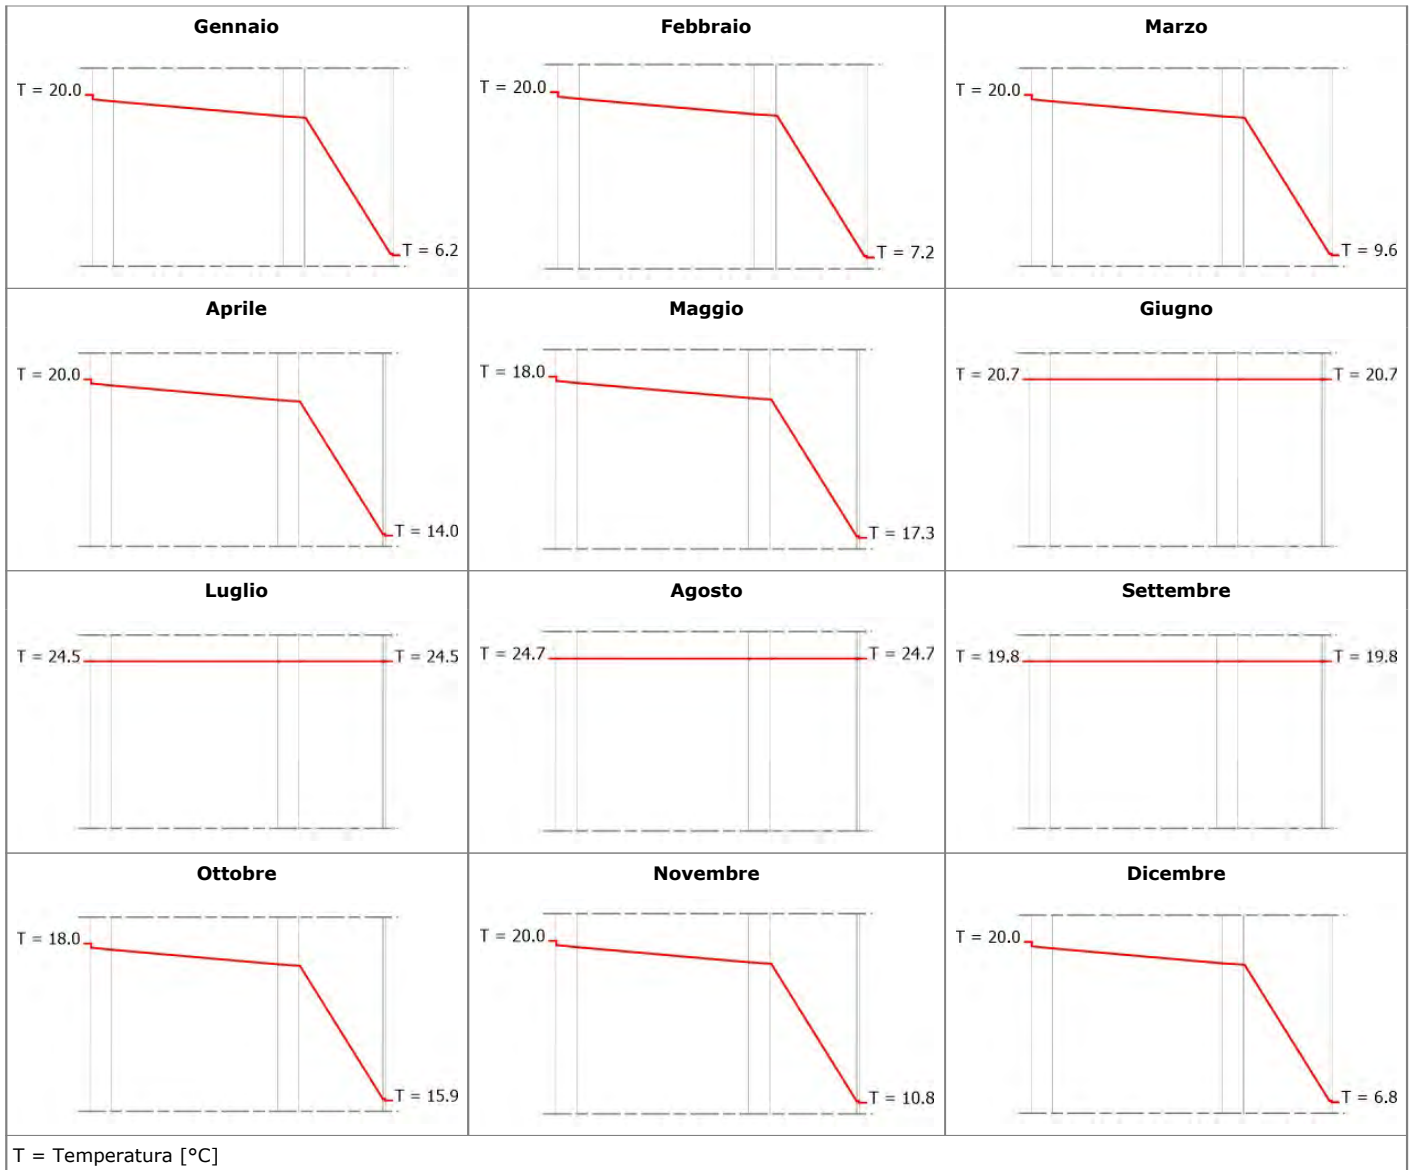 Gennaio
Febbraio
Marzo
T = 20.0
T = 6.2
T = 20.0
T = 7.2
T = 20.0
T = 9.6
Aprile
Maggio
Giugno
T = 20.0
T = 14.0
T = 18.0
T = 17.3
T = 20.7
T = 20.7
Luglio
Agosto
Settembre
T = 24.5
T = 24.5
T = 24.7
T = 24.7
T = 19.8
T = 19.8
Ottobre
Novembre
Dicembre
T = 18.0
T = 15.9
T = 20.0
T = 10.8
T = 20.0
T = 6.8
T = Temperatura [°C]